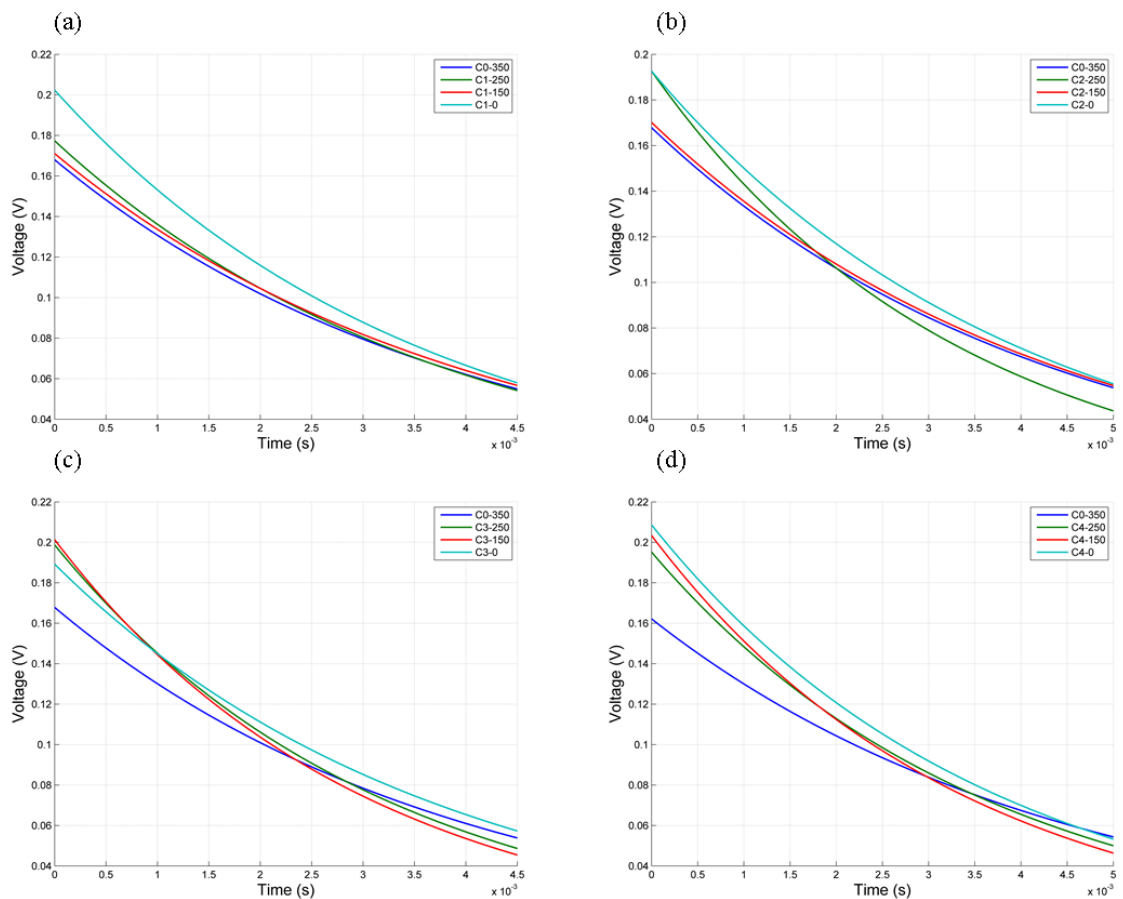 (a)
0.22
0.2
0.18
0.16
0.14
0.12
0.1
0.08
0.06
0.04
Voltage (V)
C0-350
C1-250
C1-150
C1-0
0 0.5 1 1.5 2 2.5 3 3.5 4 4.5
Time (s)
x 10⁻³
(b)
0.2
0.18
0.16
0.14
0.12
0.1
0.08
0.06
0.04
Voltage (V)
C0-350
C2-250
C2-150
C2-0
0 0.5 1 1.5 2 2.5 3 3.5 4 4.5 5
Time (s)
x 10⁻³
(c)
0.22
0.2
0.18
0.16
0.14
0.12
0.1
0.08
0.06
0.04
Voltage (V)
C0-350
C3-250
C3-150
C3-0
0 0.5 1 1.5 2 2.5 3 3.5 4 4.5
Time (s)
x 10⁻³
(d)
0.22
0.2
0.18
0.16
0.14
0.12
0.1
0.08
0.06
0.04
Voltage (V)
C0-350
C4-250
C4-150
C4-0
0 0.5 1 1.5 2 2.5 3 3.5 4 4.5 5
Time (s)
x 10⁻³